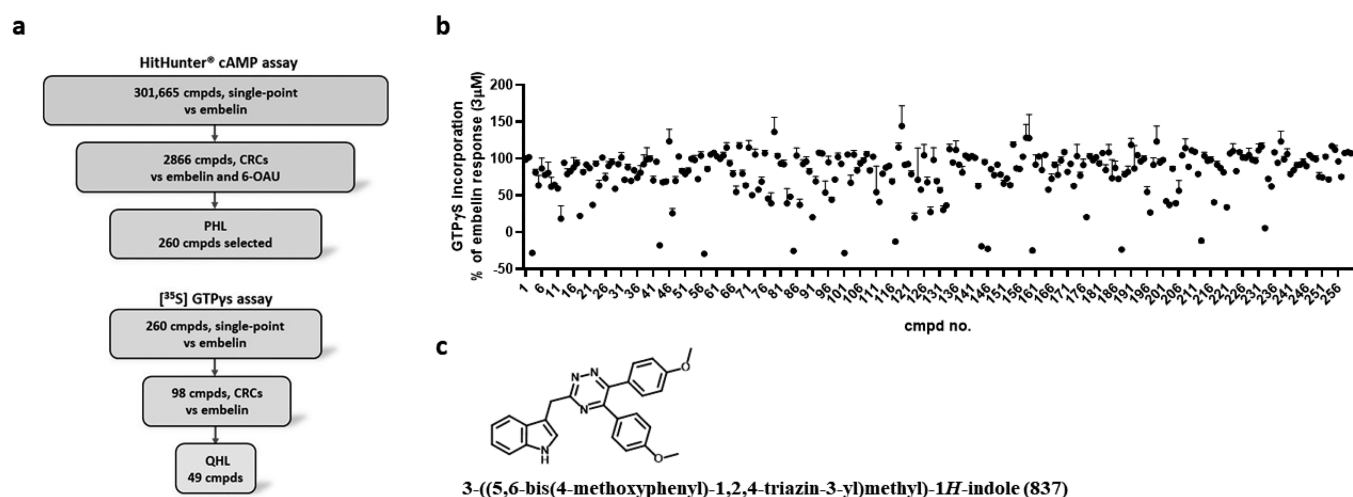 a
HitHunter® cAMP assay
301,665 cmpds, single-point
vs embelin
2866 cmpds, CRCs
vs embelin and 6-OAU
PHL
260 cmpds selected
[³⁵S] GTPγs assay
260 cmpds, single-point
vs embelin
98 cmpds, CRCs
vs embelin
QHL
49 cmpds
b
GTPγS incorporation
% of embelin response (3μM)
200
150
100
50
0
-50
1 6 11 16 21 26 31 36 41 46 51 56 61 66 71 76 81 86 91 96 101 106 111 116 121 126 131 136 141 146 151 156 161 166 171 176 181 186 191 196 201 206 211 216 221 226 231 236 241 246 251 256
cmpd no.
c
N N
N
N
H
O
O
3-((5,6-bis(4-methoxyphenyl)-1,2,4-triazin-3-yl)methyl)-1H-indole (837)